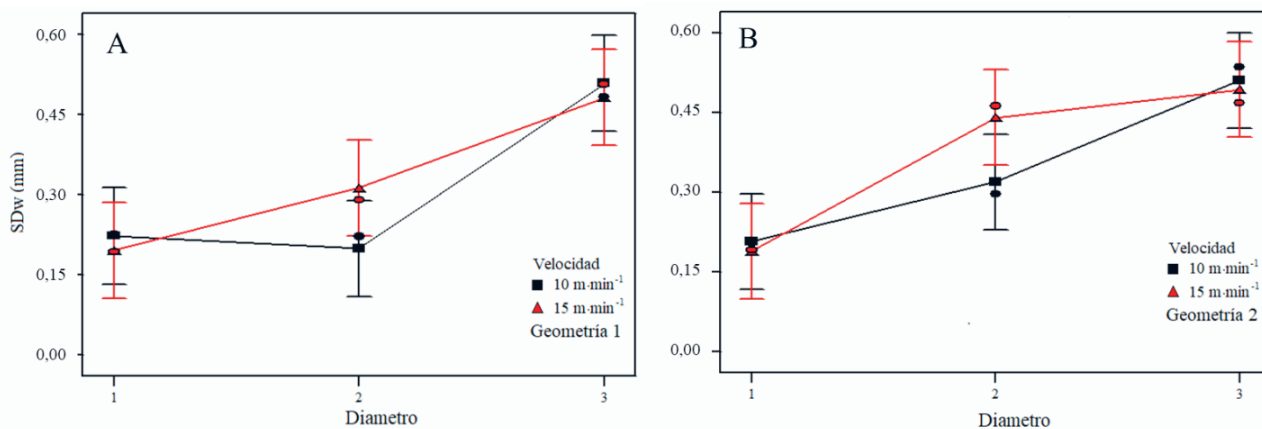 A
SDw (mm)
0,60
0,45
0,30
0,15
0,00
Velocidad
10 m·min⁻¹
15 m·min⁻¹
Geometría 1
1
2
3
Diametro
B
0,60
0,45
0,30
0,15
0,00
Velocidad
10 m·min⁻¹
15 m·min⁻¹
Geometría 2
1
2
3
Diametro